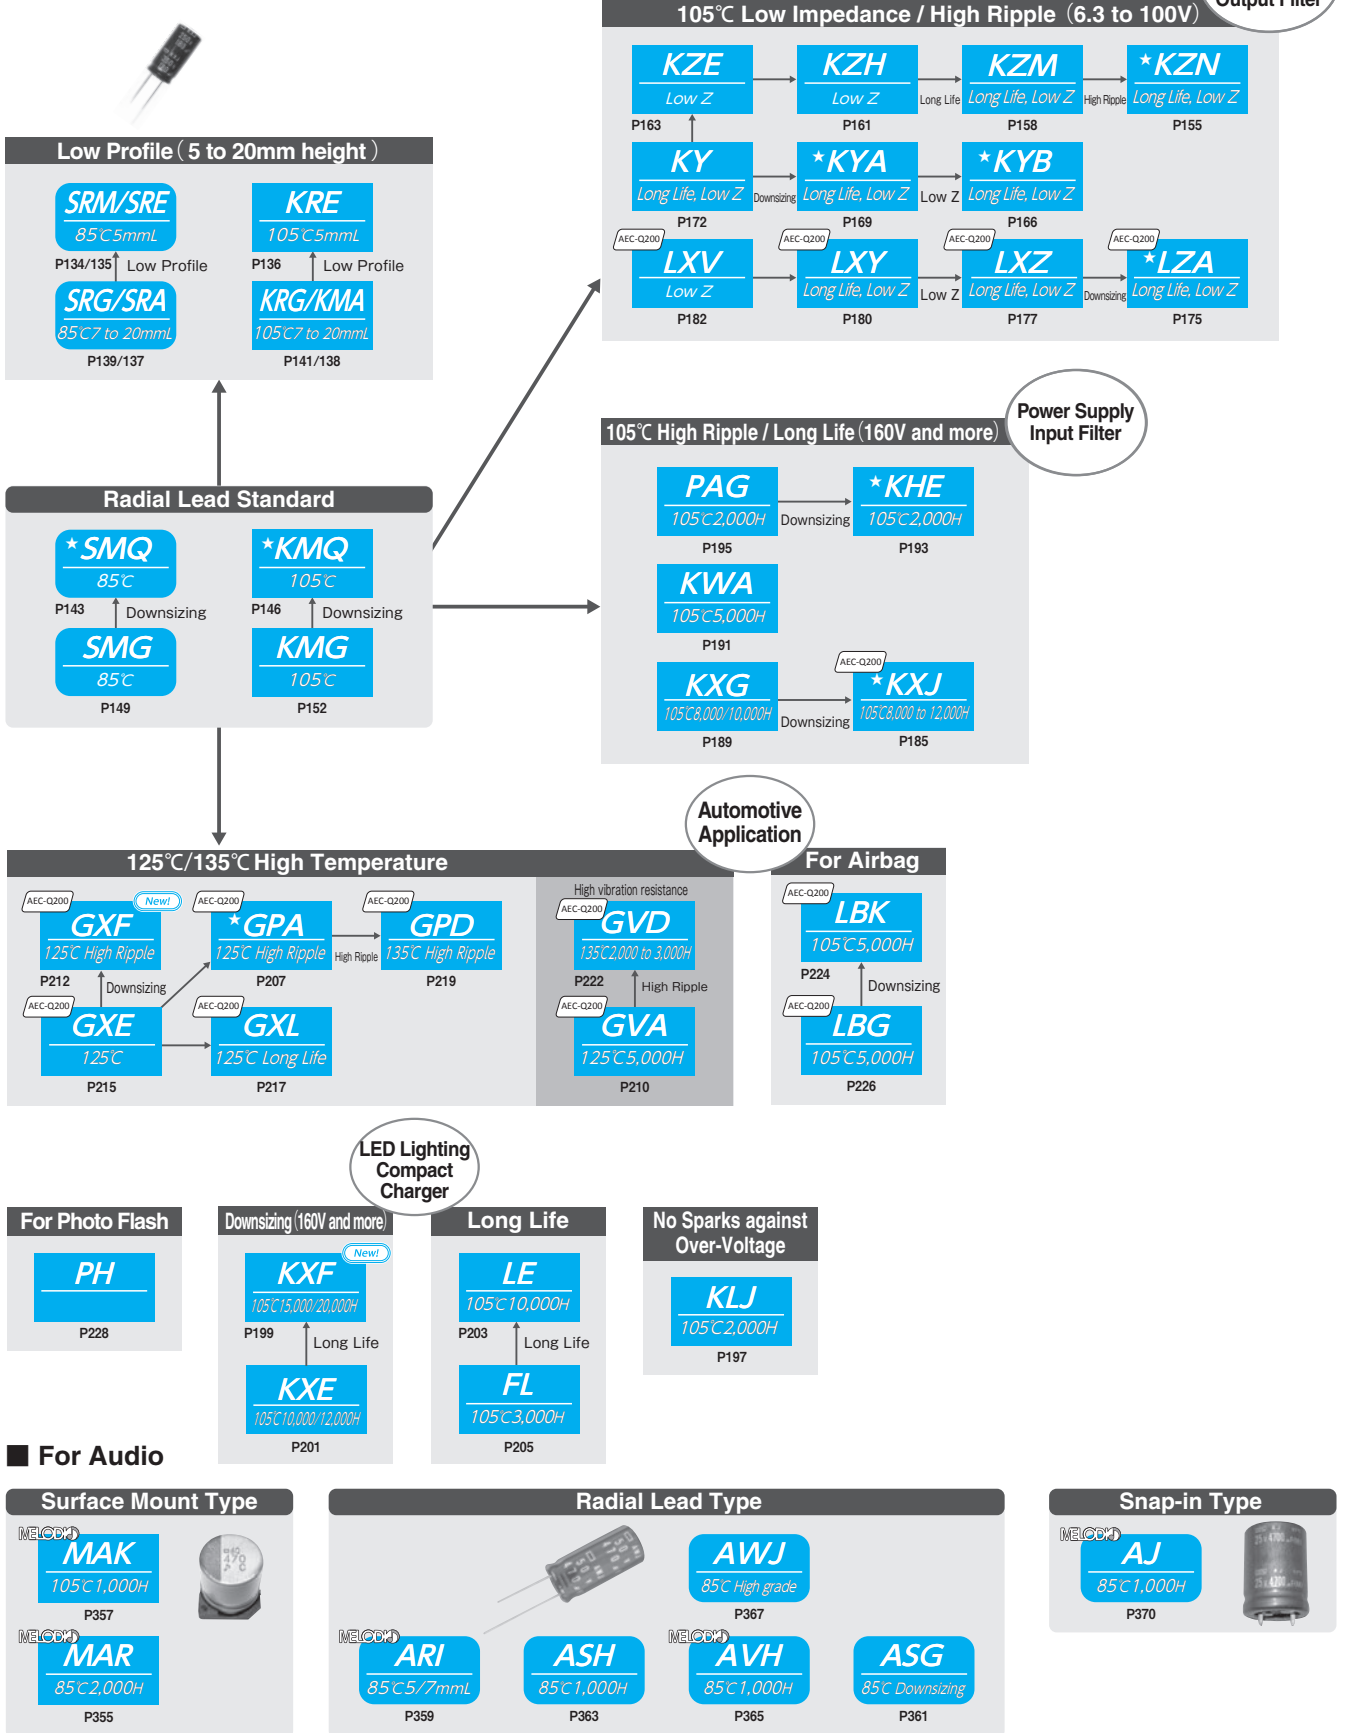 Output Filter
105℃ Low Impedance / High Ripple (6.3 to 100V)
KZE
Low Z
P163
KZH
Low Z
P161
Long Life
KZM
Long Life, Low Z
P158
High Ripple
★KZN
Long Life, Low Z
P155
KY
Long Life, Low Z
P172
Downsizing
★KYA
Long Life, Low Z
P169
Low Z
★KYB
Long Life, Low Z
P166
AEC-Q200
LXV
Low Z
P182
AEC-Q200
LXY
Long Life, Low Z
P180
Low Z
AEC-Q200
LXZ
Long Life, Low Z
P177
Downsizing
AEC-Q200
★LZA
Long Life, Low Z
P175
Low Profile (5 to 20mm height)
SRM/SRE
85℃5mmL
P134/135
Low Profile
SRG/SRA
85℃7 to 20mmL
P139/137
KRE
105℃5mmL
P136
Low Profile
KRG/KMA
105℃7 to 20mmL
P141/138
Power Supply
Input Filter
105℃ High Ripple / Long Life (160V and more)
PAG
105℃2,000H
P195
Downsizing
★KHE
105℃2,000H
P193
KWA
105℃5,000H
P191
KXG
105℃8,000/10,000H
P189
Downsizing
AEC-Q200
★KXJ
105℃8,000 to 12,000H
P185
Radial Lead Standard
★SMQ
85℃
P143
Downsizing
SMG
85℃
P149
★KMQ
105℃
P146
Downsizing
KMG
105℃
P152
Automotive
Application
125℃/135℃ High Temperature
AEC-Q200
New!
GXF
125℃ High Ripple
P212
Downsizing
AEC-Q200
★GPA
125℃ High Ripple
P207
High Ripple
AEC-Q200
GPD
135℃ High Ripple
P219
AEC-Q200
GXE
125℃
P215
AEC-Q200
GXL
125℃ Long Life
P217
High vibration resistance
AEC-Q200
GVD
135℃2,000 to 3,000H
P222
High Ripple
AEC-Q200
GVA
125℃5,000H
P210
For Airbag
AEC-Q200
LBK
105℃5,000H
P224
Downsizing
AEC-Q200
LBG
105℃5,000H
P226
LED Lighting
Compact
Charger
For Photo Flash
PH
P228
Downsizing (160V and more)
New!
KXF
105℃15,000/20,000H
P199
Long Life
KXE
105℃10,000/12,000H
P201
Long Life
LE
105℃10,000H
P203
Long Life
FL
105℃3,000H
P205
No Sparks against
Over-Voltage
KLJ
105℃2,000H
P197
■ For Audio
Surface Mount Type
MELODIO
MAK
105℃1,000H
P357
MELODIO
MAR
85℃2,000H
P355
Radial Lead Type
AWJ
85℃ High grade
P367
MELODIO
ARI
85℃5/7mmL
P359
ASH
85℃1,000H
P363
MELODIO
AVH
85℃1,000H
P365
ASG
85℃ Downsizing
P361
Snap-in Type
MELODIO
AJ
85℃1,000H
P370